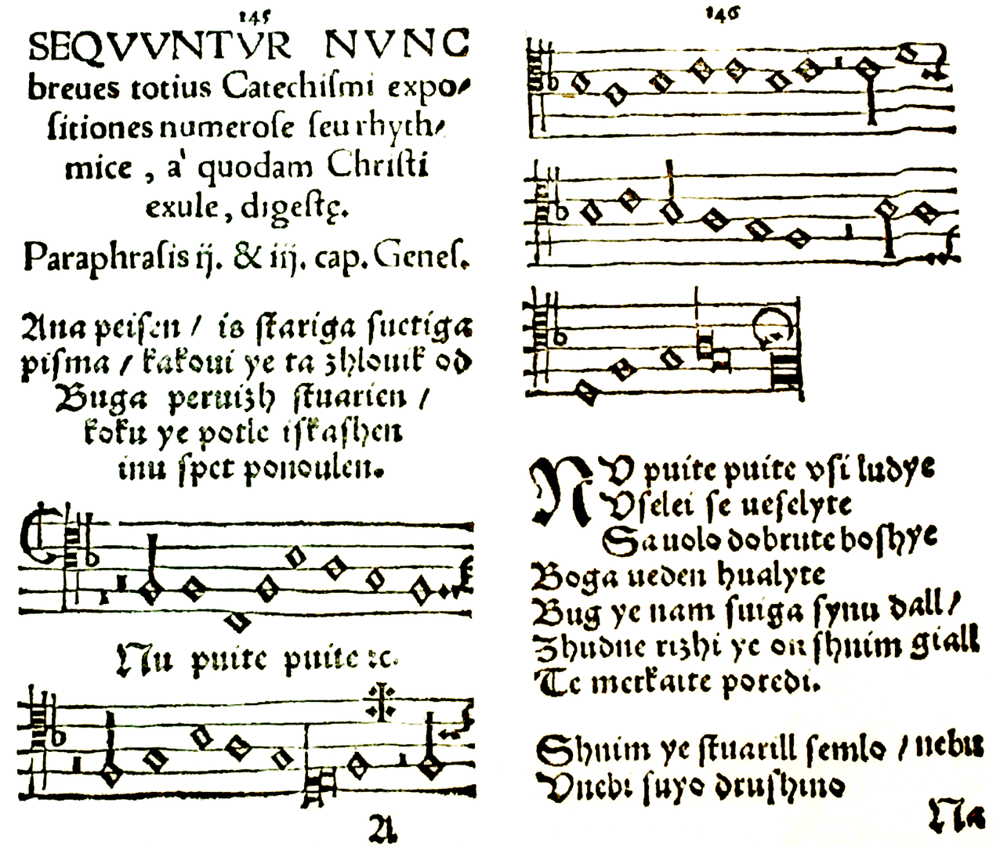 145
SEQVVNTVR NVNC
breues totius Catechiſmi expo⸗
ſitiones numeroſe ſeu rhyth⸗
mice , a' quodam Chriſti
exule, digeſtę.
Paraphraſis ij. & iij. cap. Geneſ.
Ana peiſen / is ſtariga ſuetiga
piſma / kakoui ye ta zhlouik od
Buga peruizh ſtuarien /
koku ye potle iſkaſhen
inu ſpet ponoulen.
Nu puite puite ꝛc.
A
146
NV puite puite vſi ludye
Vſelei ſe ueſelyte
Sa uolo dobrute boſhye
Boga ueden hualyte
Bug ye nam ſuiga ſynu dall /
Zhudne rizhi ye on ſhnim giall
Te merkaite poredi.
Shnim ye ſtuarill ſemlo / nebu
Vnebi ſuyo druſhino
Na